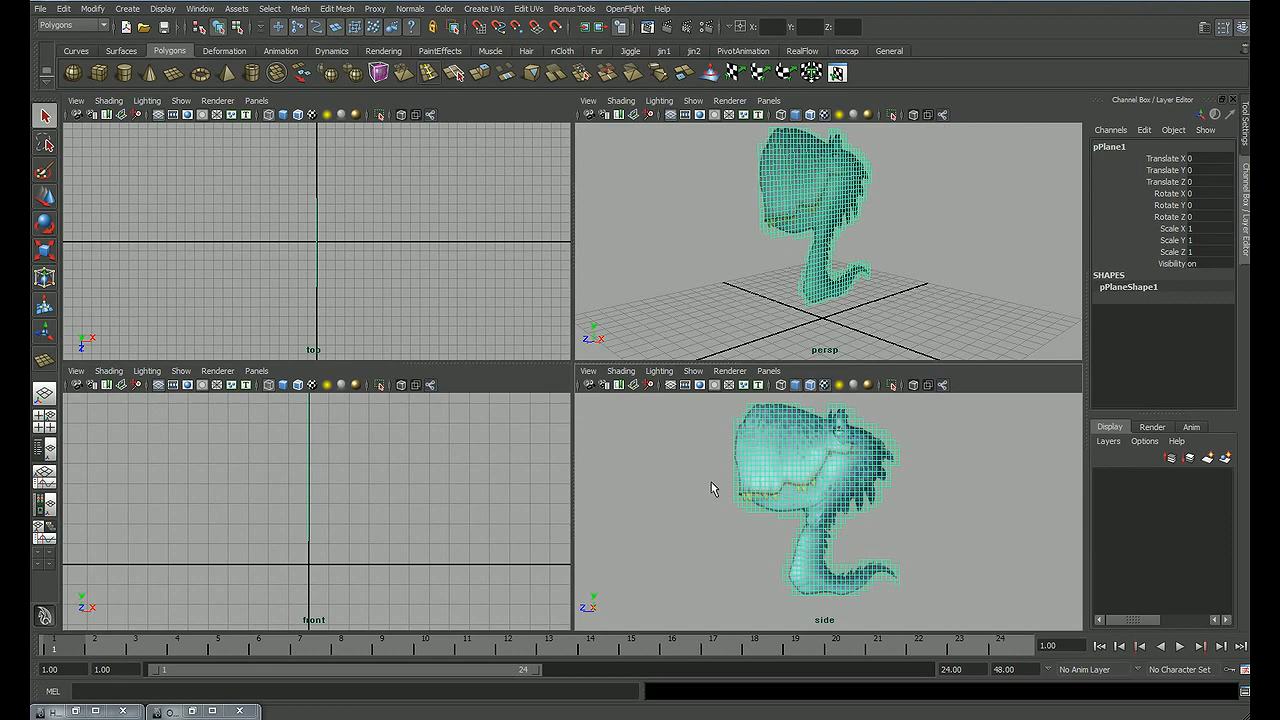 File Edit Modify Create Display Window Assets Select Mesh Edit Mesh Proxy Normals Color Create UVs Edit UVs Bonus Tools OpenFlight Help
Polygons X: Y: Z:
Curves Surfaces Polygons Deformation Animation Dynamics Rendering PaintEffects Muscle Hair nCloth Fur Jiggle jin1 jin2 PivotAnimation RealFlow mocap General
View Shading Lighting Show Renderer Panels
View Shading Lighting Show Renderer Panels
Channel Box / Layer Editor
Channels Edit Object Show
pPlane1
Translate X 0
Translate Y 0
Translate Z 0
Rotate X 0
Rotate Y 0
Rotate Z 0
Scale X 1
Scale Y 1
Scale Z 1
Visibility on
SHAPES
pPlaneShape1
Tool Settings
Channel Box / Layer Editor
top
persp
View Shading Lighting Show Renderer Panels
View Shading Lighting Show Renderer Panels
Display Render Anim
Layers Options Help
front
side
1 2 3 4 5 6 7 8 9 10 11 12 13 14 15 16 17 18 19 20 21 22 23 24
1 1.00
1.00 1.00 1 24 24.00 48.00 No Anim Layer No Character Set
MEL